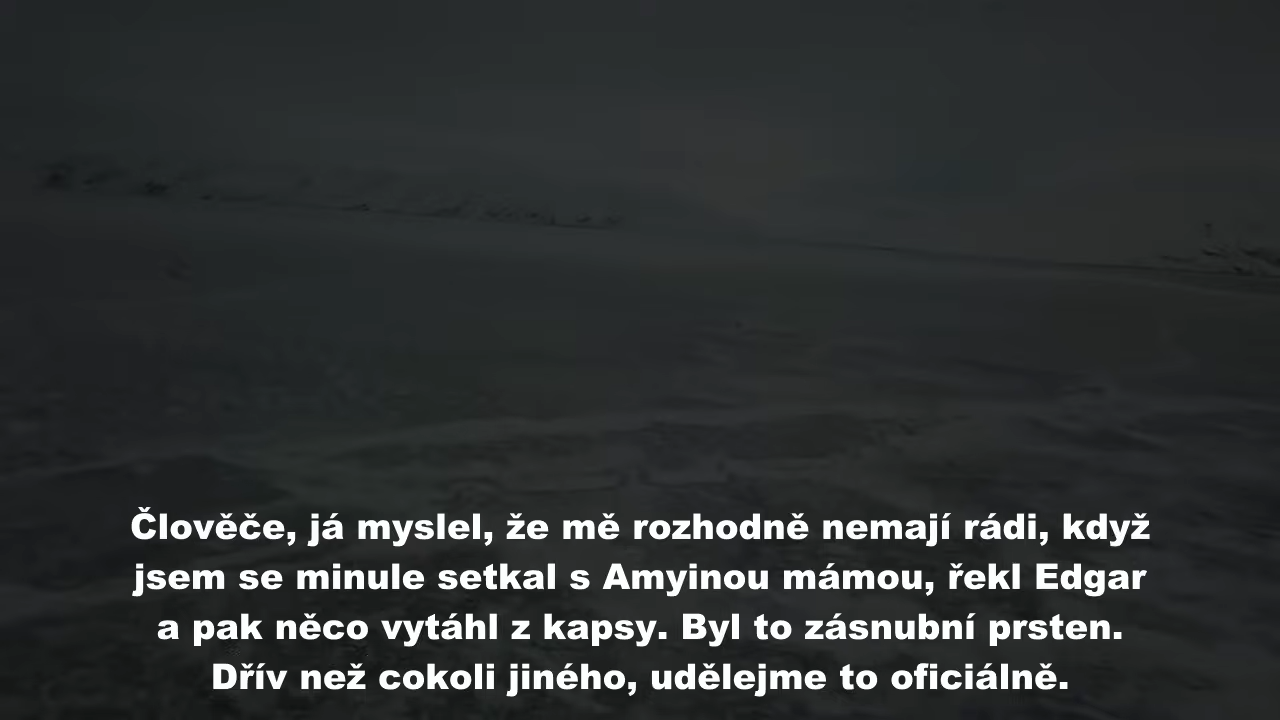 Člověče, já myslel, že mě rozhodně nemají rádi, když
jsem se minule setkal s Amyinou mámou, řekl Edgar
a pak něco vytáhl z kapsy. Byl to zásnubní prsten.
Dřív než cokoli jiného, udělejme to oficiálně.